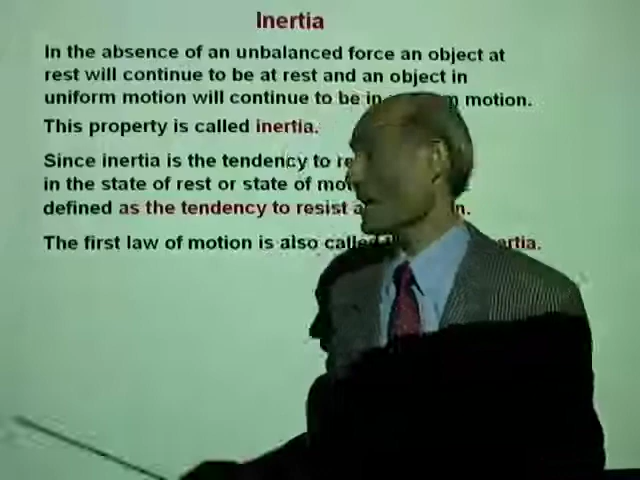 Inertia
In the absence of an unbalanced force an object at
rest will continue to be at rest and an object in
uniform motion will continue to be in motion.
This property is called inertia.
Since inertia is the tendency to
in the state of rest or state of
defined as the tendency to resist
The first law of motion is also called